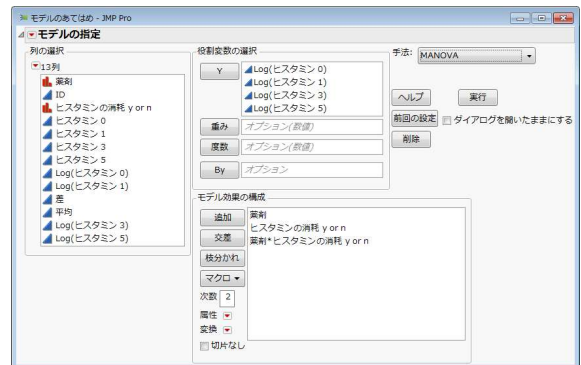 モデルのあてはめ - JMP Pro
モデルの指定
列の選択
13列
薬剤
ID
ヒスタミンの消耗 y or n
ヒスタミン 0
ヒスタミン 1
ヒスタミン 3
ヒスタミン 5
Log(ヒスタミン 0)
Log(ヒスタミン 1)
差
平均
Log(ヒスタミン 3)
Log(ヒスタミン 5)
役割変数の選択
Y
Log(ヒスタミン 0)
Log(ヒスタミン 1)
Log(ヒスタミン 3)
Log(ヒスタミン 5)
重み オプション(数値)
度数 オプション(数値)
By オプション
手法: MANOVA
ヘルプ 実行
前回の設定 ダイアログを開いたままにする
削除
モデル効果の構成
追加
交差
枝分かれ
マクロ
次数 2
属性
変換
切片なし
薬剤
ヒスタミンの消耗 y or n
薬剤*ヒスタミンの消耗 y or n